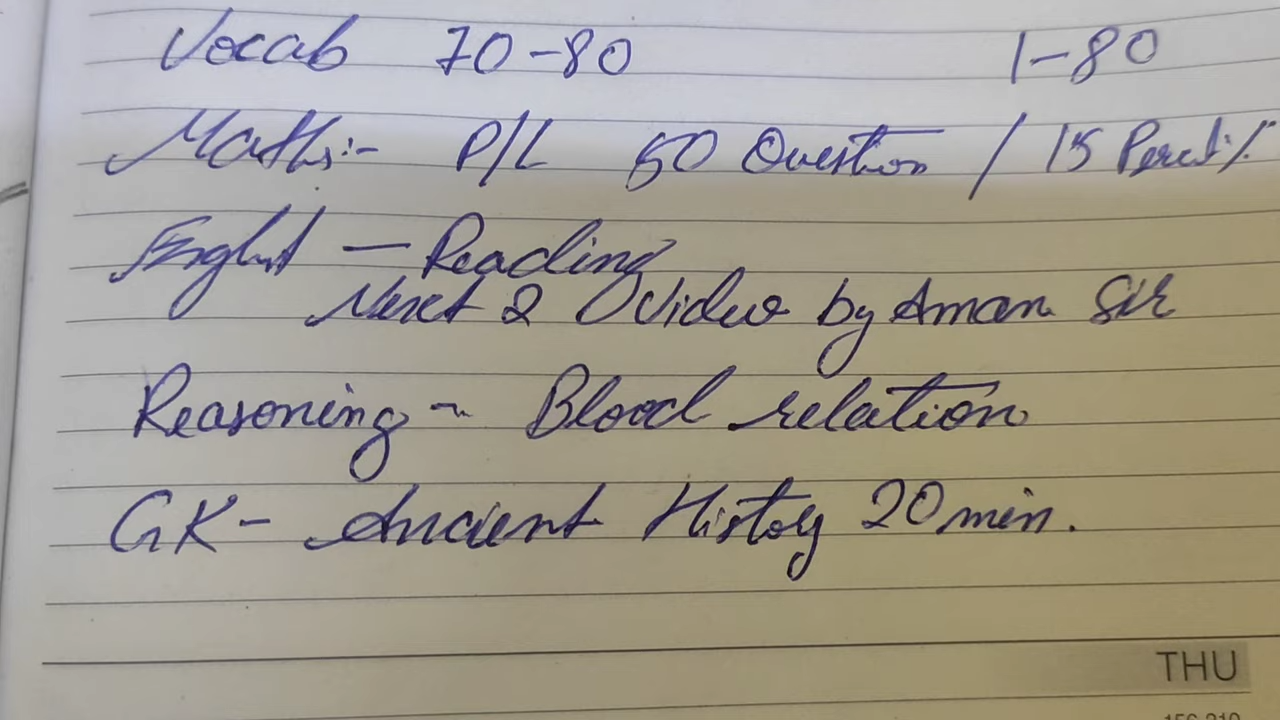 Vocab 70-80 1-80
Maths:- P/L 50 Question / 15 Percent%
English — Reading
Next 2 Video by Aman Sir
Reasoning - Blood relation
GK- Ancient History 20 min.
THU